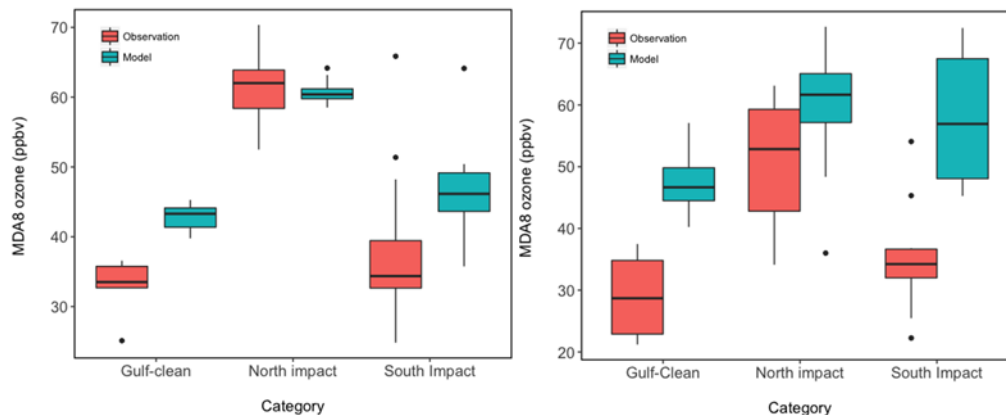 70
60
50
40
30
MDA8 ozone (ppbv)
Observation
Model
Gulf-clean North impact South Impact
Category
70
60
50
40
30
20
MDA8 ozone (ppbv)
Observation
Model
Gulf-Clean North impact South Impact
Category